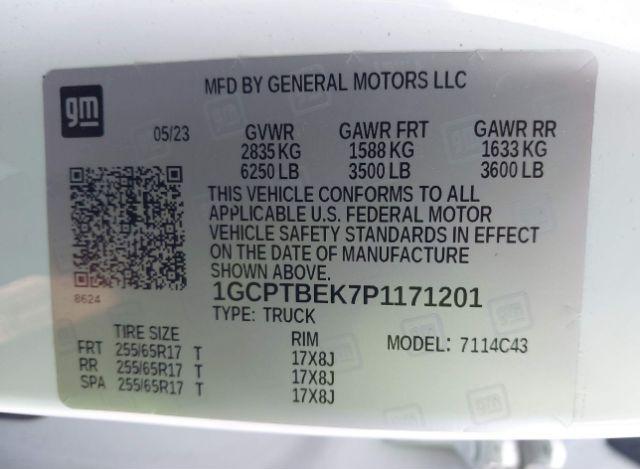 gm
MFD BY GENERAL MOTORS LLC
05/23 GVWR GAWR FRT GAWR RR
2835 KG 1588 KG 1633 KG
6250 LB 3500 LB 3600 LB
THIS VEHICLE CONFORMS TO ALL
APPLICABLE U.S. FEDERAL MOTOR
VEHICLE SAFETY STANDARDS IN EFFECT
ON THE DATE OF MANUFACTURE
SHOWN ABOVE.
8624
1GCPTBEK7P1171201
TYPE: TRUCK
TIRE SIZE RIM MODEL: 7114C43
FRT 255/65R17 T 17X8J
RR 255/65R17 T 17X8J
SPA 255/65R17 T 17X8J